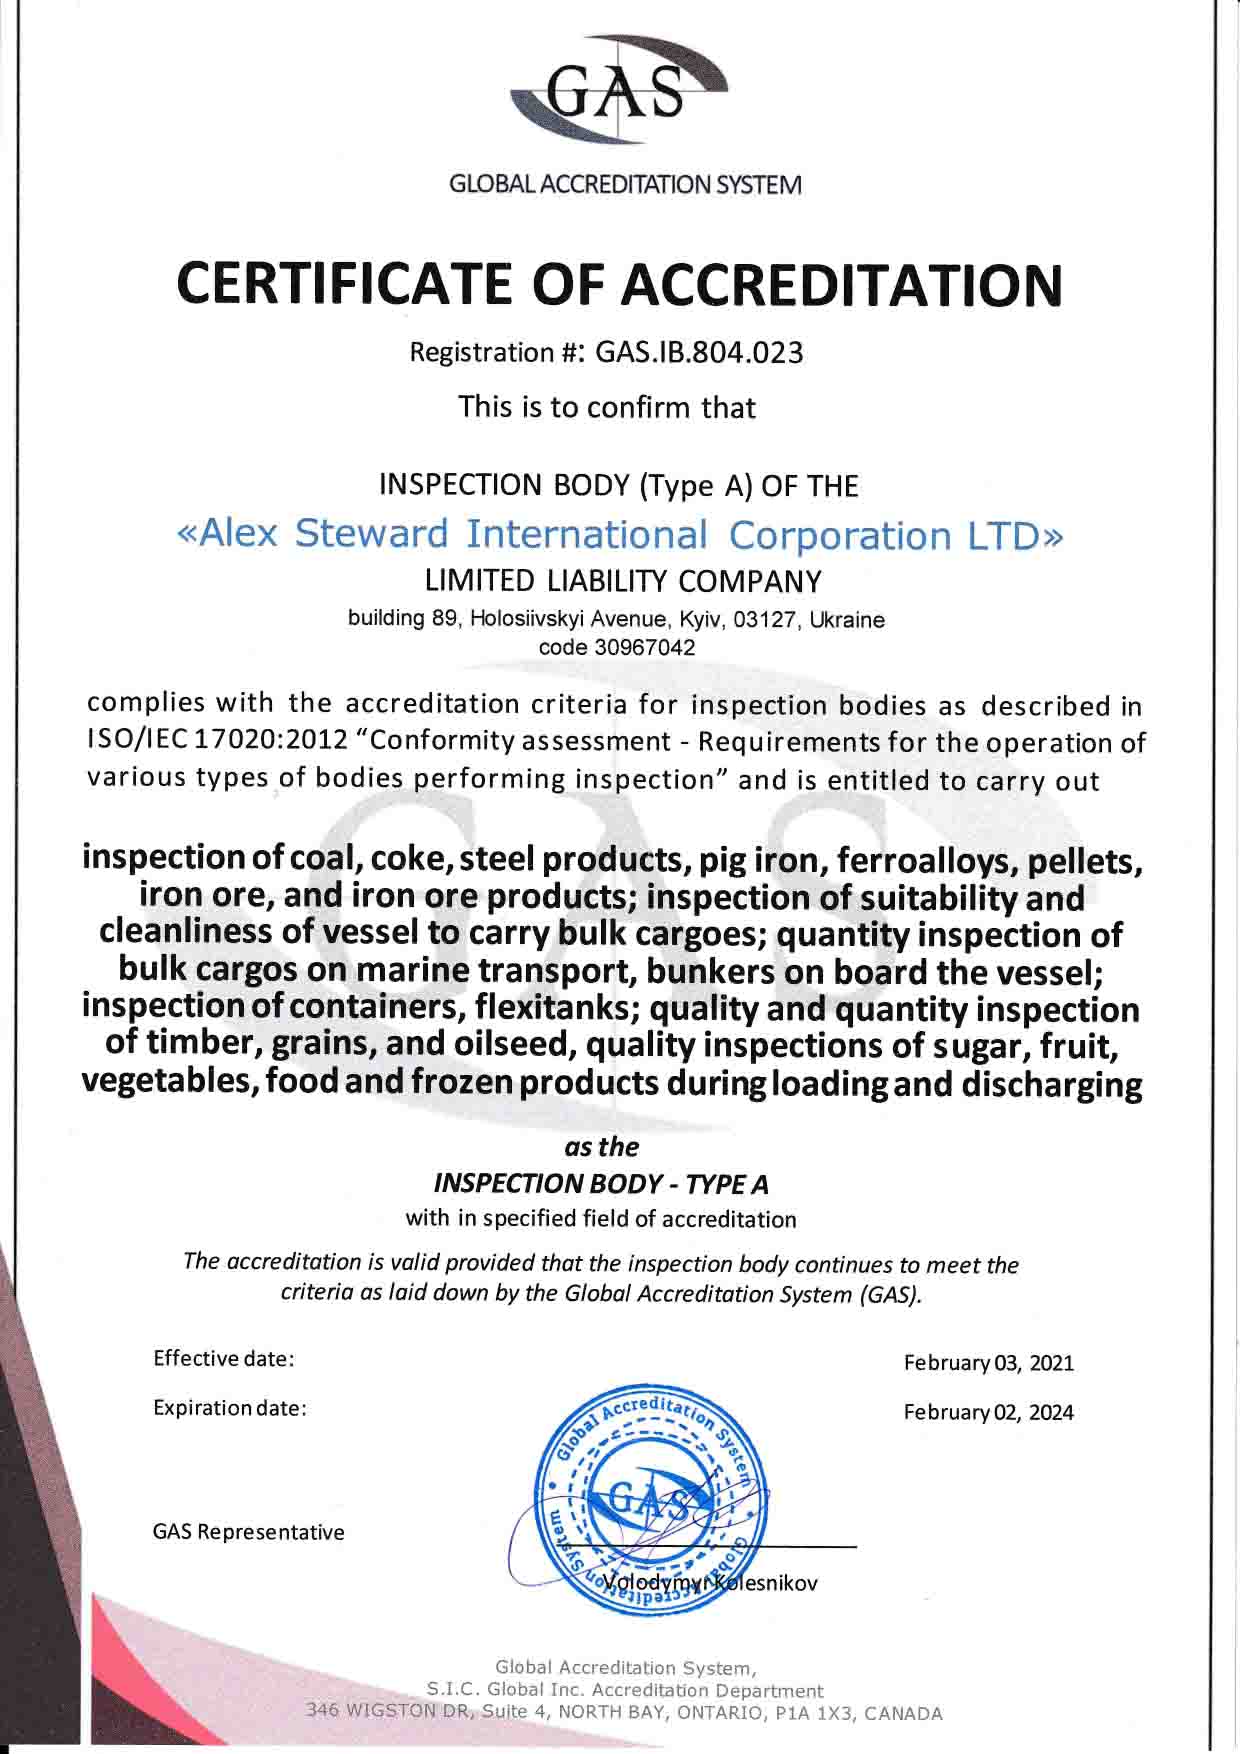 GAS
GLOBAL ACCREDITATION SYSTEM
CERTIFICATE OF ACCREDITATION
Registration #: GAS.IB.804.023
This is to confirm that
INSPECTION BODY (Type A) OF THE
«Alex Steward International Corporation LTD»
LIMITED LIABILITY COMPANY
building 89, Holosiivskyi Avenue, Kyiv, 03127, Ukraine
code 30967042
complies with the accreditation criteria for inspection bodies as described in
ISO/IEC 17020:2012 “Conformity assessment - Requirements for the operation of
various types of bodies performing inspection” and is entitled to carry out
inspection of coal, coke, steel products, pig iron, ferroalloys, pellets,
iron ore, and iron ore products; inspection of suitability and
cleanliness of vessel to carry bulk cargoes; quantity inspection of
bulk cargos on marine transport, bunkers on board the vessel;
inspection of containers, flexitanks; quality and quantity inspection
of timber, grains, and oilseed, quality inspections of sugar, fruit,
vegetables, food and frozen products during loading and discharging
as the
INSPECTION BODY - TYPE A
with in specified field of accreditation
The accreditation is valid provided that the inspection body continues to meet the
criteria as laid down by the Global Accreditation System (GAS).
Effective date: February 03, 2021
Expiration date: February 02, 2024
Global Accreditation System • Global Accreditation System •
GAS
GAS Representative
Volodymyr Kolesnikov
Global Accreditation System,
S.I.C. Global Inc. Accreditation Department
346 WIGSTON DR, Suite 4, NORTH BAY, ONTARIO, P1A 1X3, CANADA